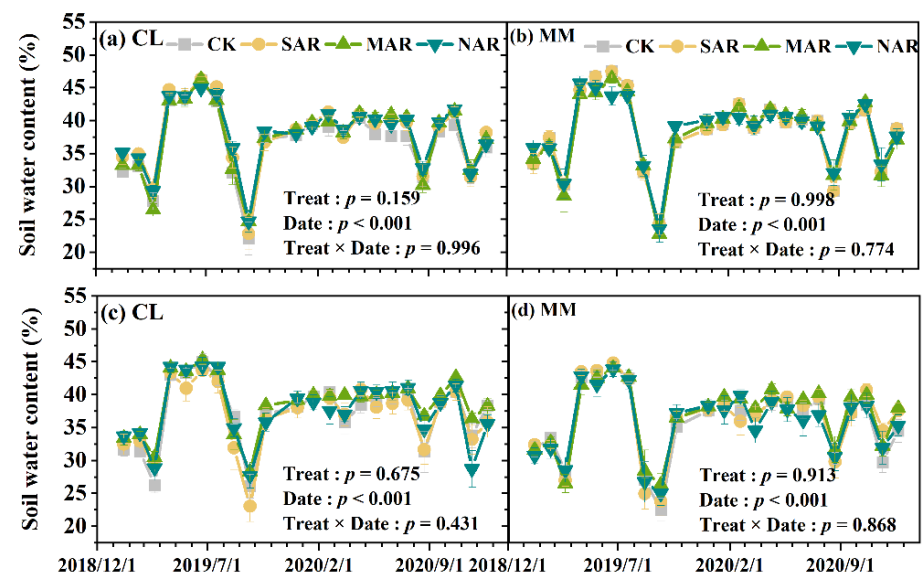 (a) CL CK SAR MAR NAR
(b) MM CK SAR MAR NAR
Soil water content (%)
55
50
45
40
35
30
25
20
Treat : p = 0.159
Date : p < 0.001
Treat × Date : p = 0.996
Treat : p = 0.998
Date : p < 0.001
Treat × Date : p = 0.774
(c) CL
(d) MM
Soil water content (%)
55
50
45
40
35
30
25
20
Treat : p = 0.675
Date : p < 0.001
Treat × Date : p = 0.431
Treat : p = 0.913
Date : p < 0.001
Treat × Date : p = 0.868
2018/12/1 2019/7/1 2020/2/1 2020/9/1 2018/12/1 2019/7/1 2020/2/1 2020/9/1